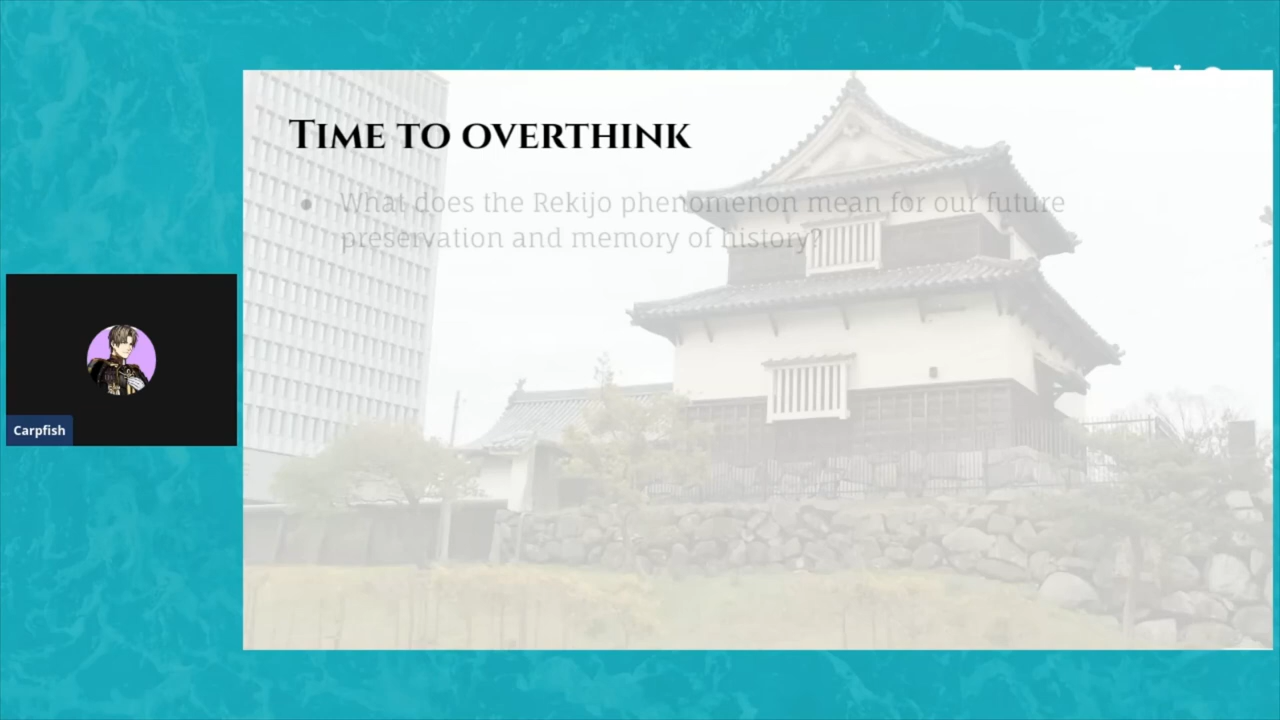 Time to overthink
● What does the Rekijo phenomenon mean for our future
preservation and memory of history?
Carpfish